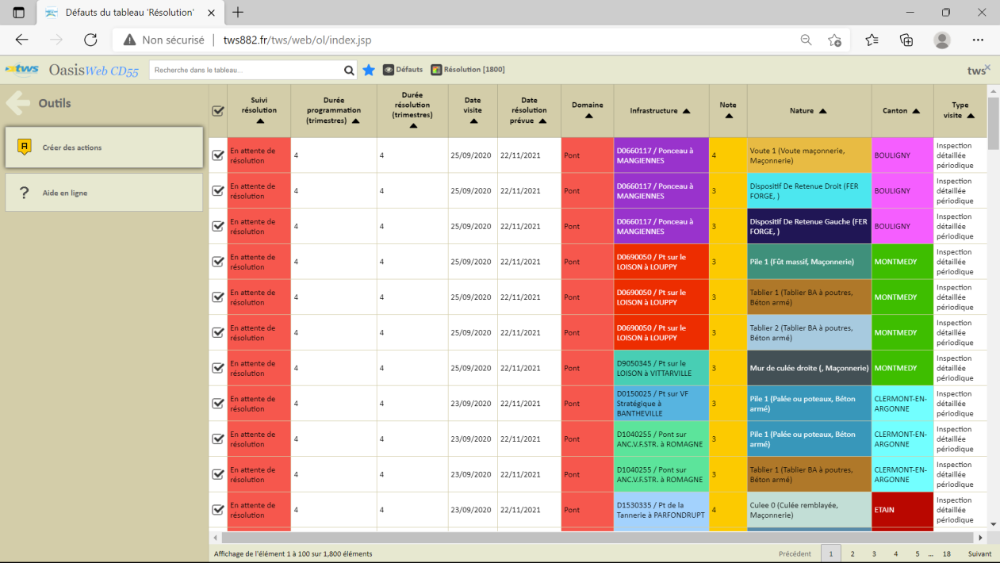 Défauts du tableau 'Résolution'
Non sécurisé | tws882.fr/tws/web/ol/index.jsp
tws OasisWeb CD55 Recherche dans le tableau... Défauts Résolution [1800] tws
Outils
Créer des actions
? Aide en ligne
Suivi résolution Durée programmation (trimestres) Durée résolution (trimestres) Date visite Date résolution prévue Domaine Infrastructure Note Nature Canton Type visite
En attente de résolution 4 4 25/09/2020 22/11/2021 Pont D0660117 / Ponceau à MANGIENNES 4 Voute 1 (Voute maçonnerie, Maçonnerie) BOULIGNY Inspection détaillée périodique
En attente de résolution 4 4 25/09/2020 22/11/2021 Pont D0660117 / Ponceau à MANGIENNES 3 Dispositif De Retenue Droit (FER FORGE, ) BOULIGNY Inspection détaillée périodique
En attente de résolution 4 4 25/09/2020 22/11/2021 Pont D0660117 / Ponceau à MANGIENNES 3 Dispositif De Retenue Gauche (FER FORGE, ) BOULIGNY Inspection détaillée périodique
En attente de résolution 4 4 25/09/2020 22/11/2021 Pont D0690050 / Pt sur le LOISON à LOUPPY 3 Pile 1 (Fût massif, Maçonnerie) MONTMEDY Inspection détaillée périodique
En attente de résolution 4 4 25/09/2020 22/11/2021 Pont D0690050 / Pt sur le LOISON à LOUPPY 3 Tablier 1 (Tablier BA à poutres, Béton armé) MONTMEDY Inspection détaillée périodique
En attente de résolution 4 4 25/09/2020 22/11/2021 Pont D0690050 / Pt sur le LOISON à LOUPPY 3 Tablier 2 (Tablier BA à poutres, Béton armé) MONTMEDY Inspection détaillée périodique
En attente de résolution 4 4 25/09/2020 22/11/2021 Pont D9050345 / Pt sur le LOISON à VITTARVILLE 3 Mur de culée droite (, Maçonnerie) MONTMEDY Inspection détaillée périodique
En attente de résolution 4 4 23/09/2020 22/11/2021 Pont D0150025 / Pt sur VF Stratégique à BANTHEVILLE 3 Pile 1 (Palée ou poteaux, Béton armé) CLERMONT-EN-ARGONNE Inspection détaillée périodique
En attente de résolution 4 4 23/09/2020 22/11/2021 Pont D1040255 / Pont sur ANC.V.F.STR. à ROMAGNE 3 Pile 1 (Palée ou poteaux, Béton armé) CLERMONT-EN-ARGONNE Inspection détaillée périodique
En attente de résolution 4 4 23/09/2020 22/11/2021 Pont D1040255 / Pont sur ANC.V.F.STR. à ROMAGNE 3 Tablier 1 (Tablier BA à poutres, Béton armé) CLERMONT-EN-ARGONNE Inspection détaillée périodique
En attente de résolution 4 4 23/09/2020 22/11/2021 Pont D1530335 / Pt de la Tannerie à PARFONDRUPT 4 Culee 0 (Culée remblayée, Maçonnerie) ETAIN Inspection détaillée périodique
Affichage de l'élément 1 à 100 sur 1,800 éléments Précédent 1 2 3 4 5 ... 18 Suivant